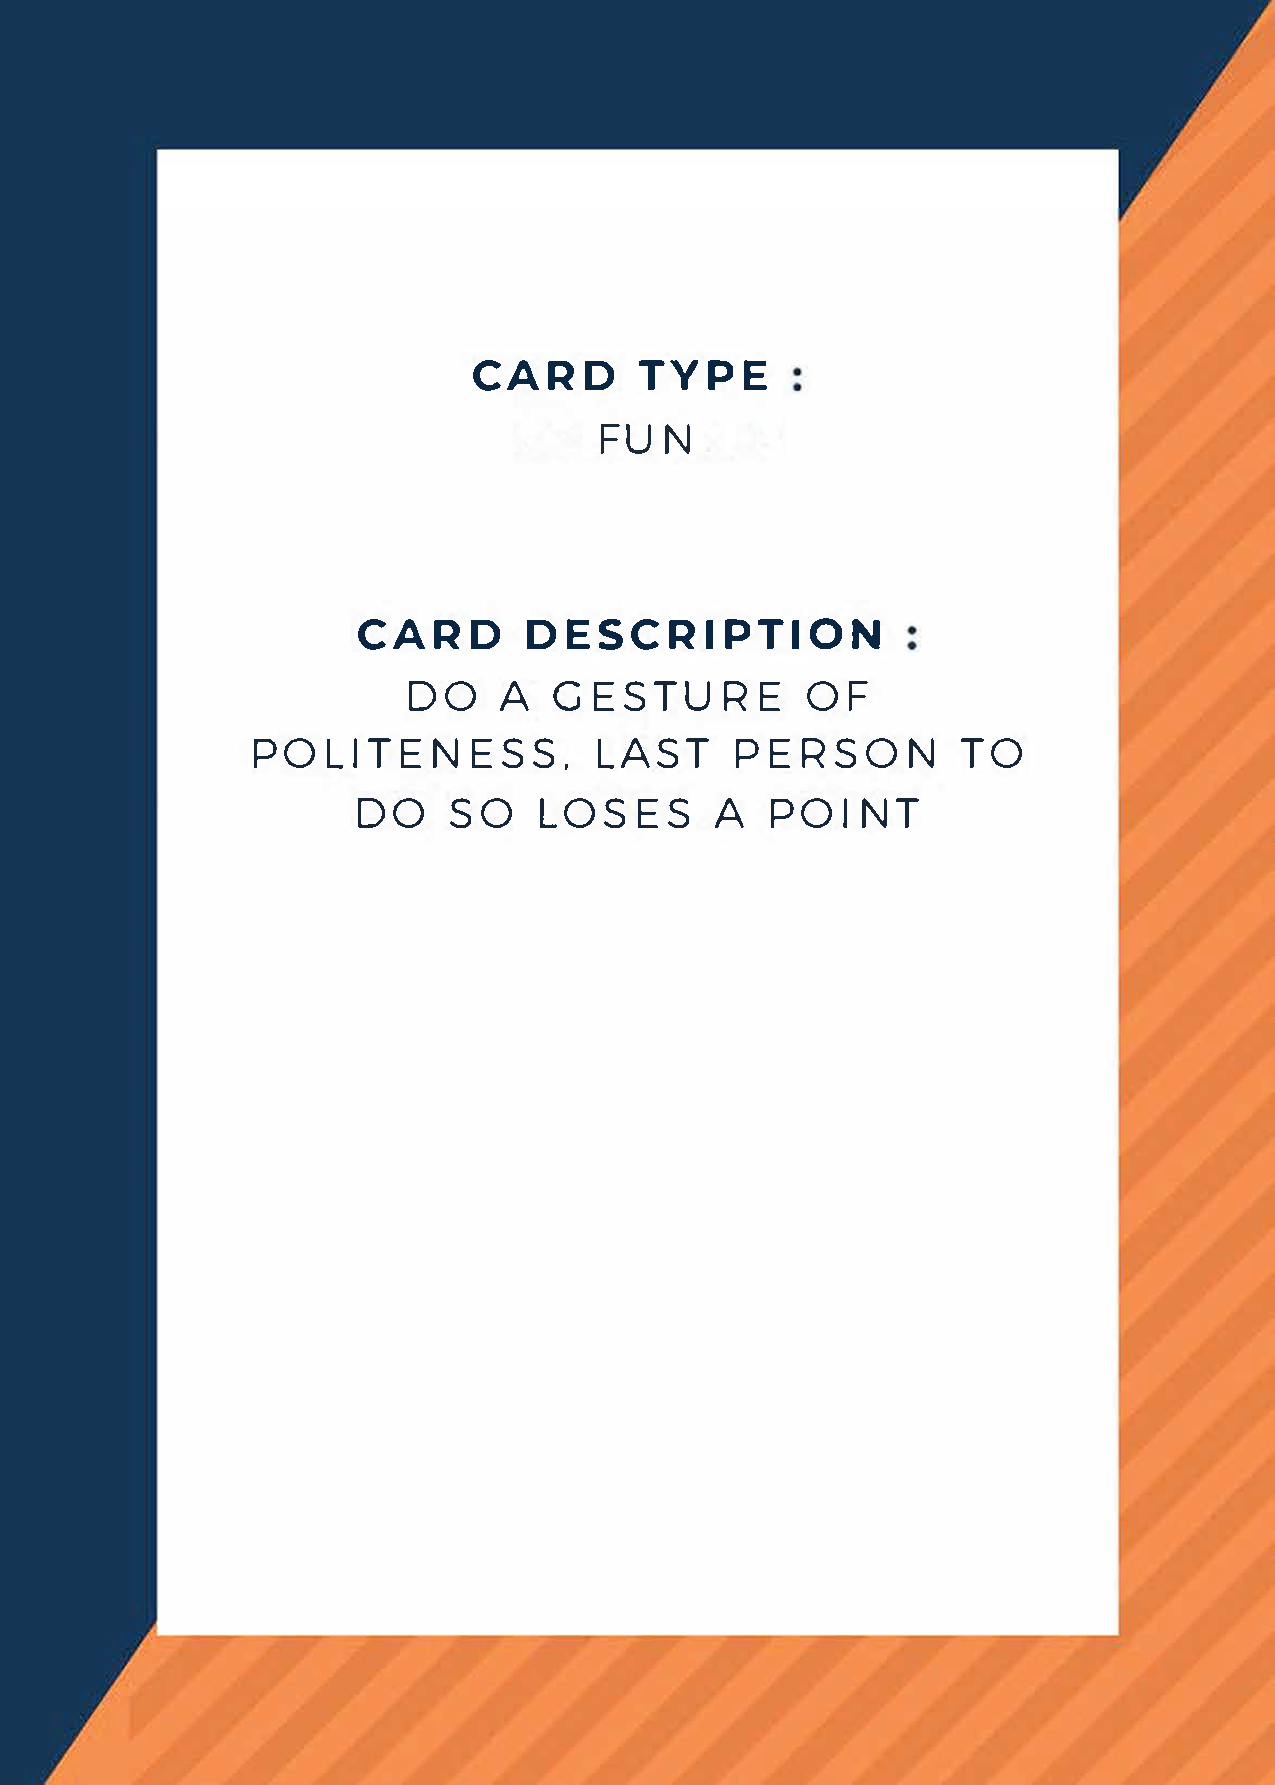 CARD TYPE :
FUN
CARD DESCRIPTION :
DO A GESTURE OF
POLITENESS, LAST PERSON TO
DO SO LOSES A POINT